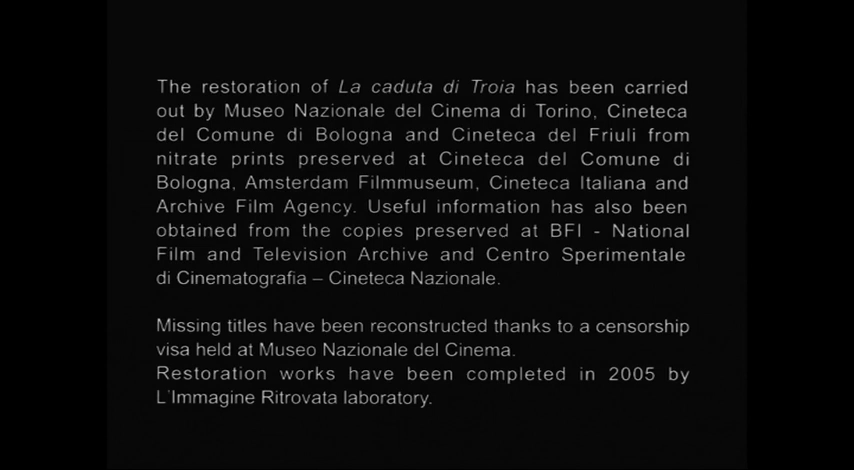 The restoration of La caduta di Troia has been carried
out by Museo Nazionale del Cinema di Torino, Cineteca
del Comune di Bologna and Cineteca del Friuli from
nitrate prints preserved at Cineteca del Comune di
Bologna, Amsterdam Filmmuseum, Cineteca Italiana and
Archive Film Agency. Useful information has also been
obtained from the copies preserved at BFI - National
Film and Television Archive and Centro Sperimentale
di Cinematografia – Cineteca Nazionale.
Missing titles have been reconstructed thanks to a censorship
visa held at Museo Nazionale del Cinema.
Restoration works have been completed in 2005 by
L'Immagine Ritrovata laboratory.